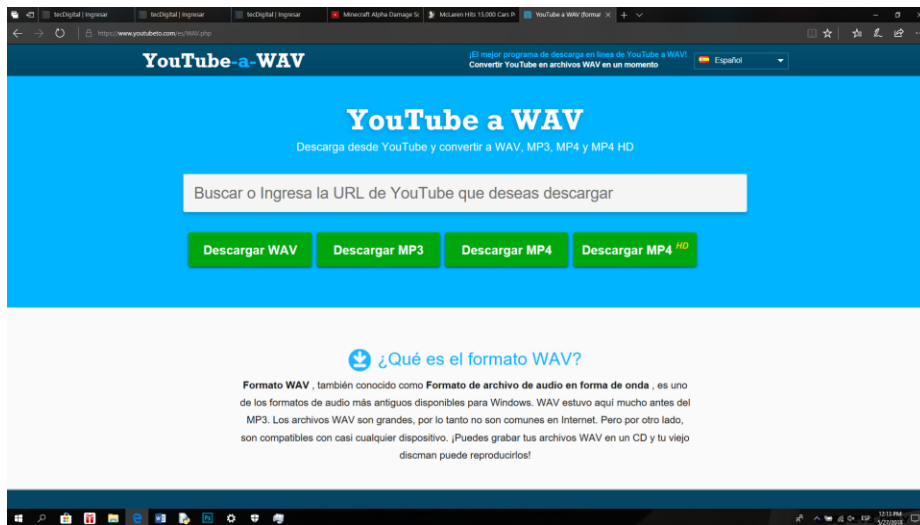 tecDigital | Ingresar
tecDigital | Ingresar
tecDigital | Ingresar
Minecraft Alpha Damage Sc
McLaren Hits 15,000 Cars Pr
YouTube a WAV (format
https://www.youtubeto.com/es/WAV.php
YouTube-a-WAV
¡El mejor programa de descarga en línea de YouTube a WAV!
Convertir YouTube en archivos WAV en un momento
Español
YouTube a WAV
Descarga desde YouTube y convertir a WAV, MP3, MP4 y MP4 HD
Buscar o Ingresa la URL de YouTube que deseas descargar
Descargar WAV
Descargar MP3
Descargar MP4
Descargar MP4 HD
¿Qué es el formato WAV?
Formato WAV , también conocido como Formato de archivo de audio en forma de onda , es uno
de los formatos de audio más antiguos disponibles para Windows. WAV estuvo aquí mucho antes del
MP3. Los archivos WAV son grandes, por lo tanto no son comunes en Internet. Pero por otro lado,
son compatibles con casi cualquier dispositivo. ¡Puedes grabar tus archivos WAV en un CD y tu viejo
discman puede reproducirlos!
ESP
12:13 PM
5/27/2018